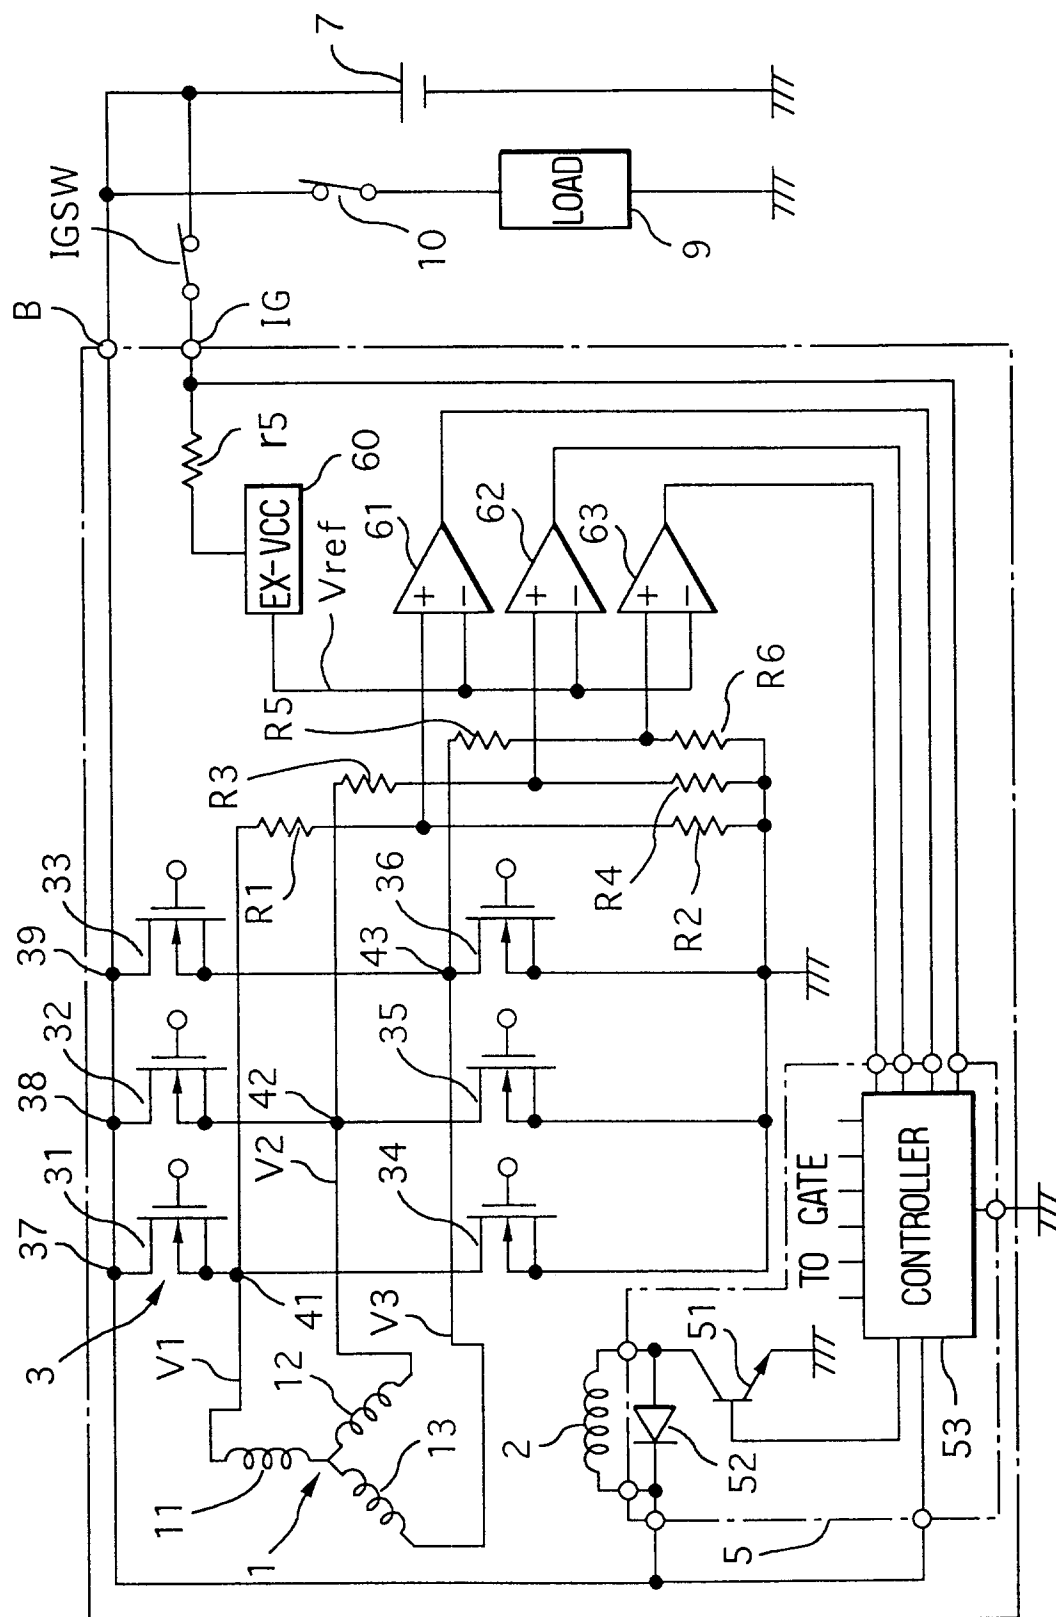 B
IGSW
7
IG
10
LOAD
9
r5
EX-VCC
60
Vref
61
+
−
62
+
−
63
+
−
R5
R3
R1
R6
R4
R2
39
33
38
32
37
31
3
43
36
42
35
V2
34
41
V1
V3
12
11
13
1
2
51
52
TO GATE
CONTROLLER
53
5